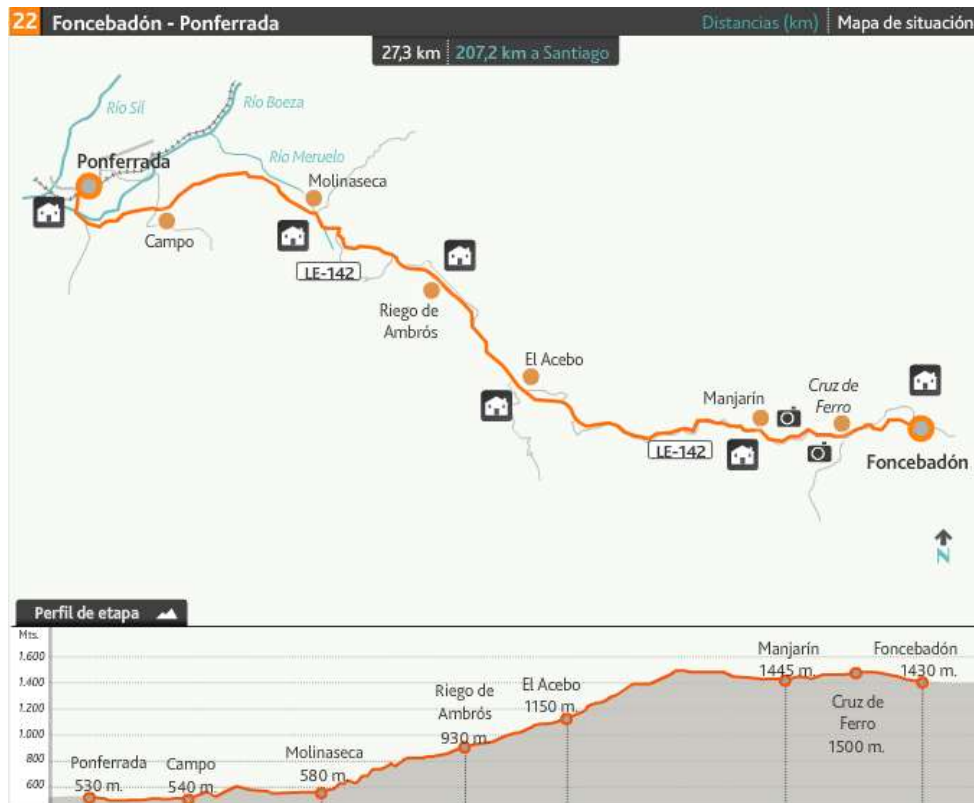 22 Foncebadón - Ponferrada
Distancias (km) Mapa de situación
27,3 km 207,2 km a Santiago
Río Sil
Río Boeza
Río Meruelo
Ponferrada
Molinaseca
Campo
LE-142
Riego de
Ambrós
El Acebo
Manjarín
Cruz de
Ferro
LE-142
Foncebadón
N
Perfil de etapa
Mts.
1.600
1.400
1.200
1.000
800
600
Ponferrada
530 m.
Campo
540 m.
Molinaseca
580 m.
Riego de
Ambrós
930 m.
El Acebo
1150 m.
Manjarín
1445 m.
Cruz de
Ferro
1500 m.
Foncebadón
1430 m.